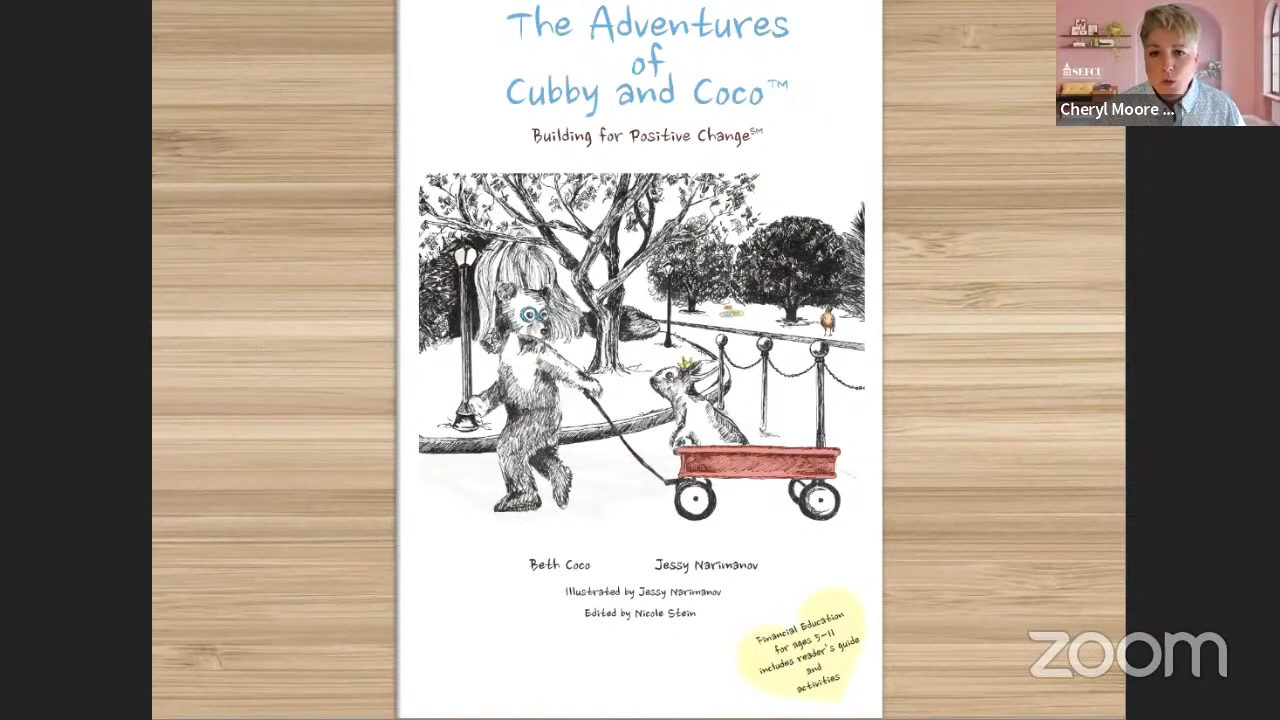 The Adventures
of
Cubby and Coco™
Building for Positive Change℠
SEFCU
Cheryl Moore ...
Beth Coco Jessy Narimanov
Illustrated by Jessy Narimanov
Edited by Nicole Stein
Financial Education
for ages 5-11
includes reader's guide
and
activities
zoom